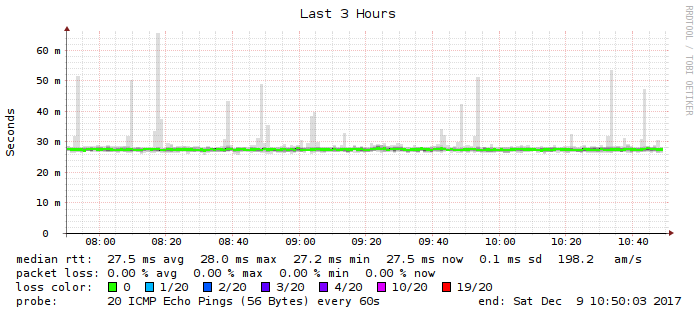 Last 3 Hours
RRDTOOL / TOBI OETIKER
Seconds
60 m
50 m
40 m
30 m
20 m
10 m
0
08:00 08:20 08:40 09:00 09:20 09:40 10:00 10:20 10:40
median rtt: 27.5 ms avg 28.0 ms max 27.2 ms min 27.5 ms now 0.1 ms sd 198.2 am/s
packet loss: 0.00 % avg 0.00 % max 0.00 % min 0.00 % now
loss color: 0 1/20 2/20 3/20 4/20 10/20 19/20
probe: 20 ICMP Echo Pings (56 Bytes) every 60s end: Sat Dec 9 10:50:03 2017